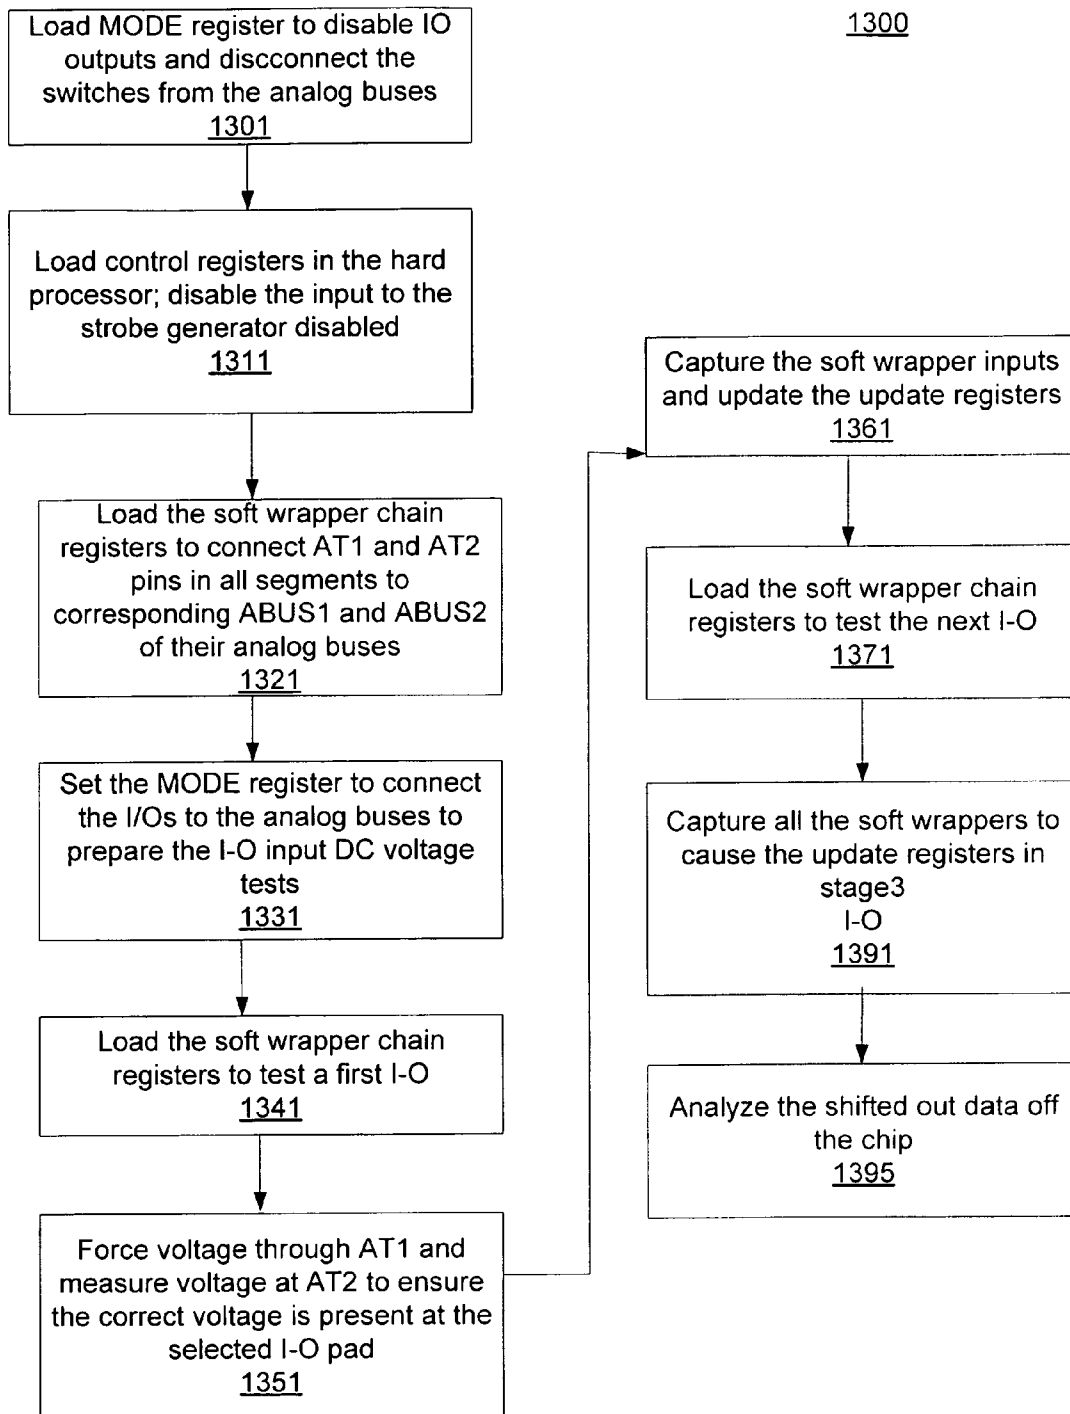 1300
Load MODE register to disable IO
outputs and discconnect the
switches from the analog buses
1301
Load control registers in the hard
processor; disable the input to the
strobe generator disabled
1311
Load the soft wrapper chain
registers to connect AT1 and AT2
pins in all segments to
corresponding ABUS1 and ABUS2
of their analog buses
1321
Set the MODE register to connect
the I/Os to the analog buses to
prepare the I-O input DC voltage
tests
1331
Load the soft wrapper chain
registers to test a first I-O
1341
Force voltage through AT1 and
measure voltage at AT2 to ensure
the correct voltage is present at the
selected I-O pad
1351
Capture the soft wrapper inputs
and update the update registers
1361
Load the soft wrapper chain
registers to test the next I-O
1371
Capture all the soft wrappers to
cause the update registers in
stage3
I-O
1391
Analyze the shifted out data off
the chip
1395